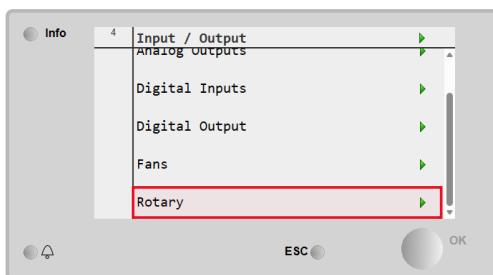 Info
4
Input / Output
Analog Outputs
Digital Inputs
Digital Output
Fans
Rotary
ESC
OK